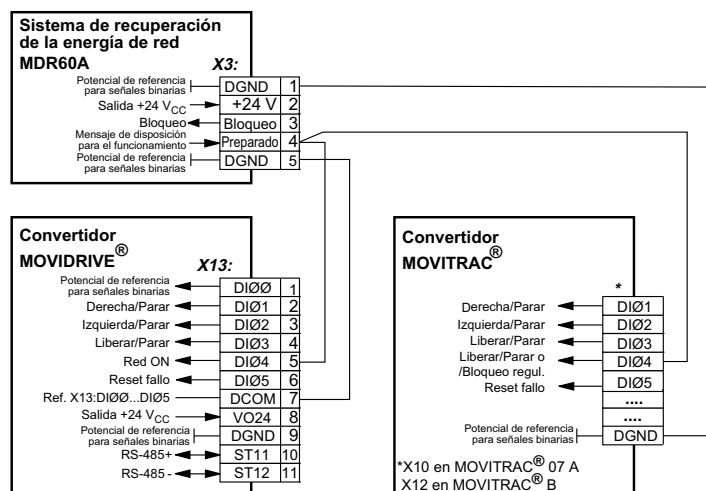 Sistema de recuperación
de la energía de red
MDR60A
X3:
Potencial de referencia
para señales binarias
DGND 1
Salida +24 VCC
+24 V 2
Bloqueo
Bloqueo 3
Mensaje de disposición
para el funcionamiento
Preparado 4
Potencial de referencia
para señales binarias
DGND 5
Convertidor
MOVIDRIVE®
X13:
Potencial de referencia
para señales binarias
DIØØ 1
Derecha/Parar
DIØ1 2
Izquierda/Parar
DIØ2 3
Liberar/Parar
DIØ3 4
Red ON
DIØ4 5
Reset fallo
DIØ5 6
Ref. X13:DIØØ...DIØ5
DCOM 7
Salida +24 VCC
VO24 8
Potencial de referencia
para señales binarias
DGND 9
RS-485+
ST11 10
RS-485-
ST12 11
Convertidor
MOVITRAC®
*
Derecha/Parar
DIØ1
Izquierda/Parar
DIØ2
Liberar/Parar
DIØ3
Liberar/Parar o
/Bloqueo regul.
DIØ4
Reset fallo
DIØ5
....
....
Potencial de referencia
para señales binarias
DGND
*X10 en MOVITRAC® 07 A
X12 en MOVITRAC® B